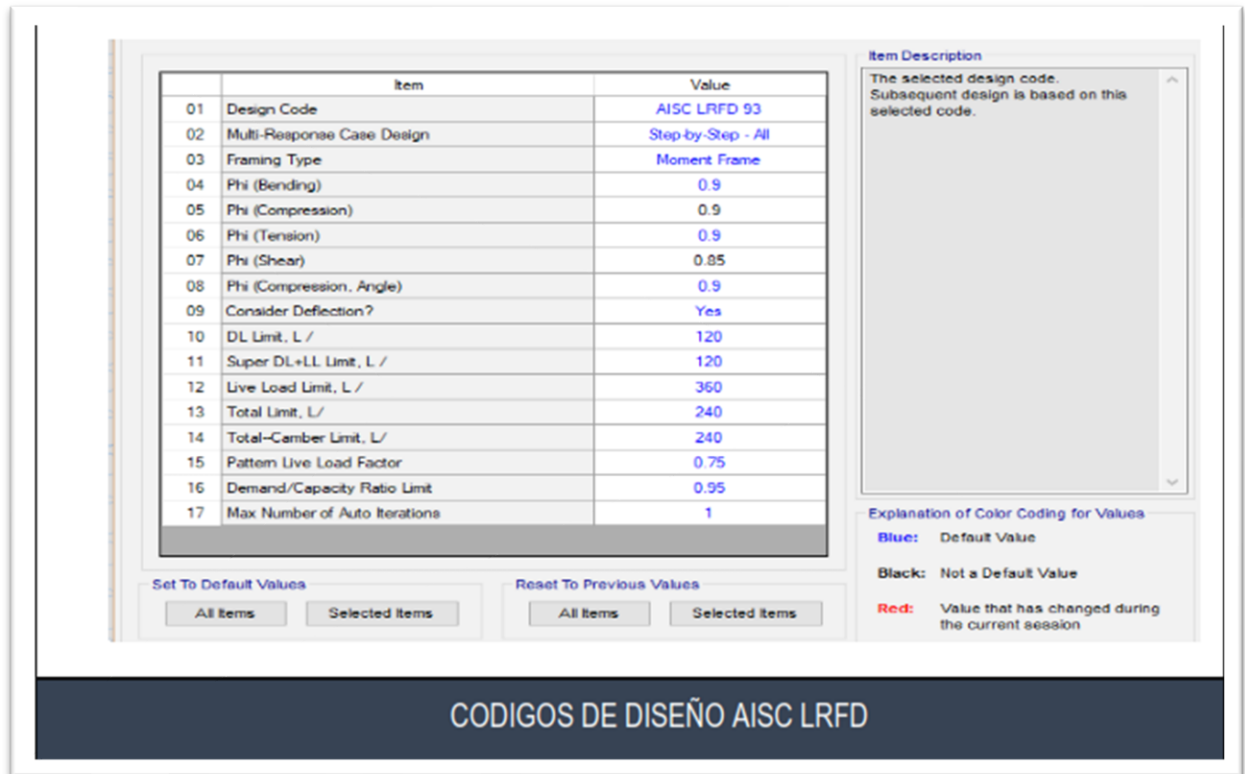 Item Value
01 Design Code AISC LRFD 93
02 Multi-Response Case Design Step-by-Step - All
03 Framing Type Moment Frame
04 Phi (Bending) 0.9
05 Phi (Compression) 0.9
06 Phi (Tension) 0.9
07 Phi (Shear) 0.85
08 Phi (Compression, Angle) 0.9
09 Consider Deflection? Yes
10 DL Limit, L / 120
11 Super DL+LL Limit, L / 120
12 Live Load Limit, L / 360
13 Total Limit, L/ 240
14 Total--Camber Limit, L/ 240
15 Pattern Live Load Factor 0.75
16 Demand/Capacity Ratio Limit 0.95
17 Max Number of Auto Iterations 1
Set To Default Values
All Items Selected Items
Reset To Previous Values
All Items Selected Items
Item Description
The selected design code.
Subsequent design is based on this
selected code.
Explanation of Color Coding for Values
Blue: Default Value
Black: Not a Default Value
Red: Value that has changed during
the current session
CODIGOS DE DISEÑO AISC LRFD